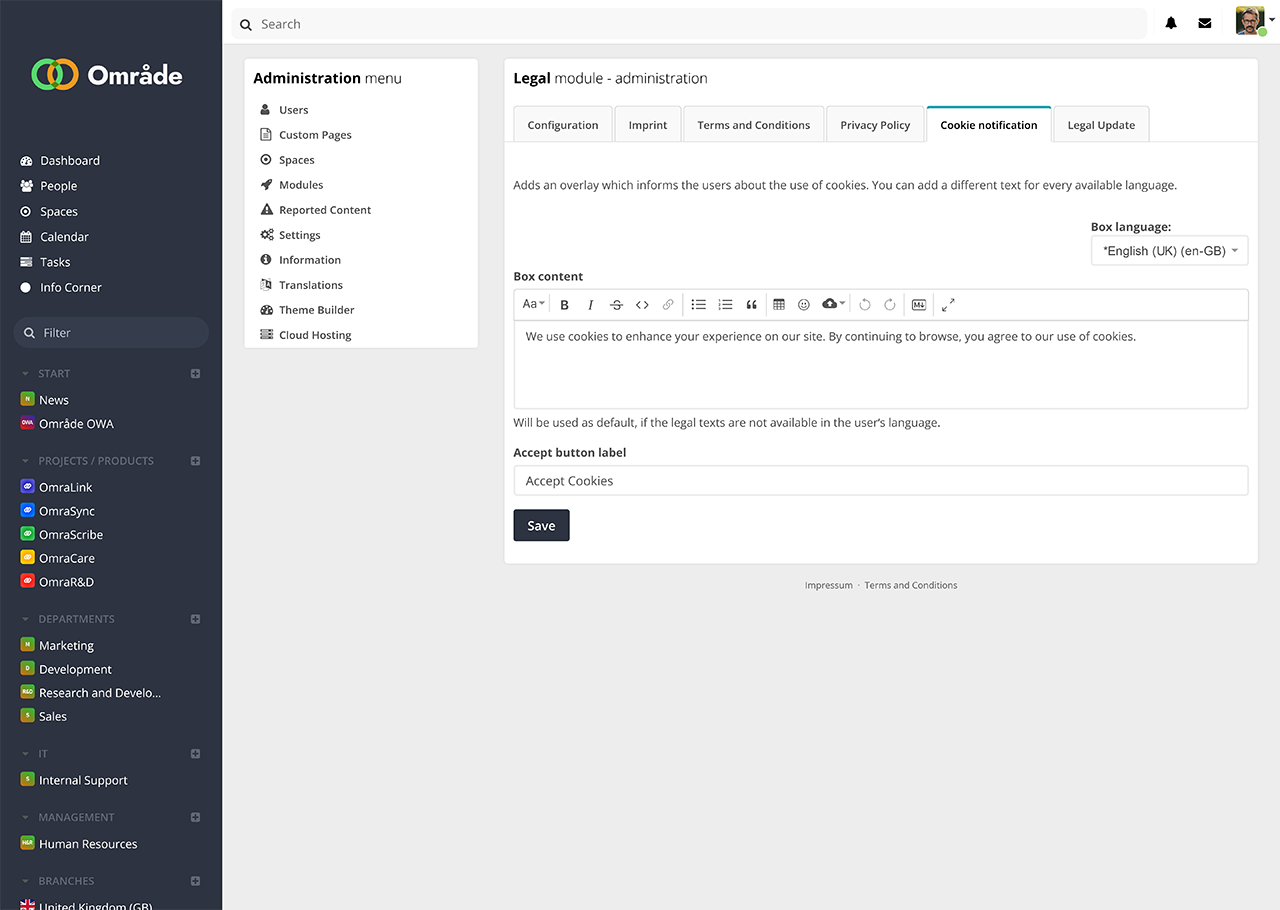 Område
Dashboard
People
Spaces
Calendar
Tasks
Info Corner
Filter
START
N News
OWA Område OWA
PROJECTS / PRODUCTS
OmraLink
OmraSync
OmraScribe
OmraCare
OmraR&D
DEPARTMENTS
M Marketing
D Development
R&D Research and Develo...
S Sales
IT
S Internal Support
MANAGEMENT
H&R Human Resources
BRANCHES
United Kingdom (GB)
Search
Administration menu
Users
Custom Pages
Spaces
Modules
Reported Content
Settings
Information
Translations
Theme Builder
Cloud Hosting
Legal module - administration
Configuration Imprint Terms and Conditions Privacy Policy Cookie notification Legal Update
Adds an overlay which informs the users about the use of cookies. You can add a different text for every available language.
Box language:
*English (UK) (en-GB)
Box content
Aa B I S
We use cookies to enhance your experience on our site. By continuing to browse, you agree to our use of cookies.
Will be used as default, if the legal texts are not available in the user's language.
Accept button label
Accept Cookies
Save
Impressum · Terms and Conditions